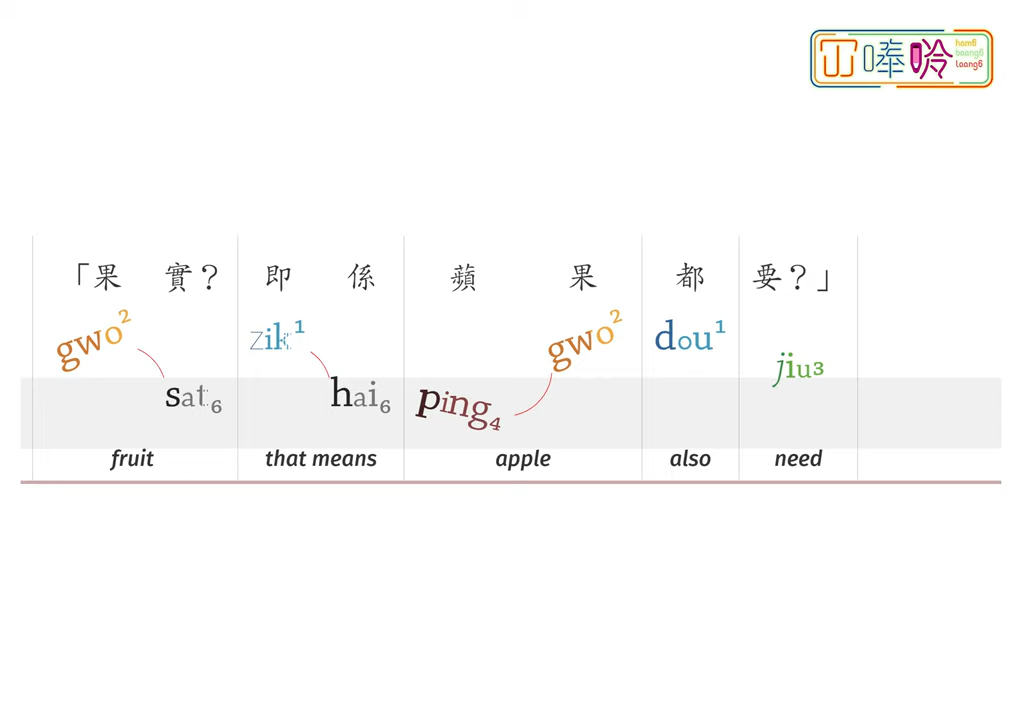 冚唪唥
ham6
baang6
laang6
「果 實？ 即 係 蘋 果 都 要？」
gwo2 sat6 zik1 hai6 ping4 gwo2 dou1 jiu3
fruit that means apple also need